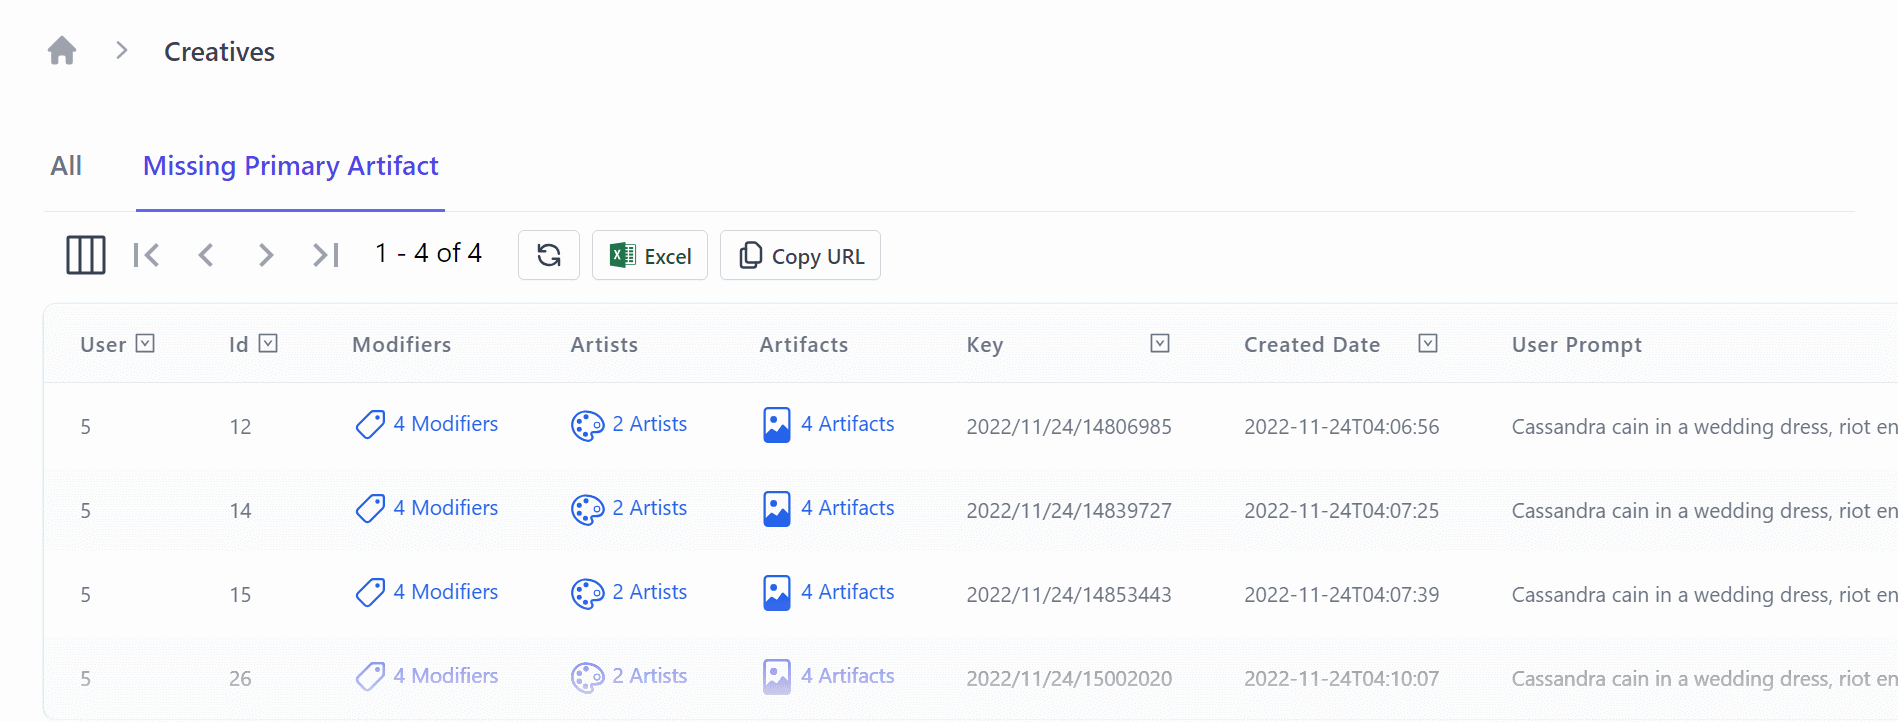 Creatives
All Missing Primary Artifact
1 - 4 of 4 Excel Copy URL
User Id Modifiers Artists Artifacts Key Created Date User Prompt
5 12 4 Modifiers 2 Artists 4 Artifacts 2022/11/24/14806985 2022-11-24T04:06:56 Cassandra cain in a wedding dress, riot en
5 14 4 Modifiers 2 Artists 4 Artifacts 2022/11/24/14839727 2022-11-24T04:07:25 Cassandra cain in a wedding dress, riot en
5 15 4 Modifiers 2 Artists 4 Artifacts 2022/11/24/14853443 2022-11-24T04:07:39 Cassandra cain in a wedding dress, riot en
5 26 4 Modifiers 2 Artists 4 Artifacts 2022/11/24/15002020 2022-11-24T04:10:07 Cassandra cain in a wedding dress, riot en